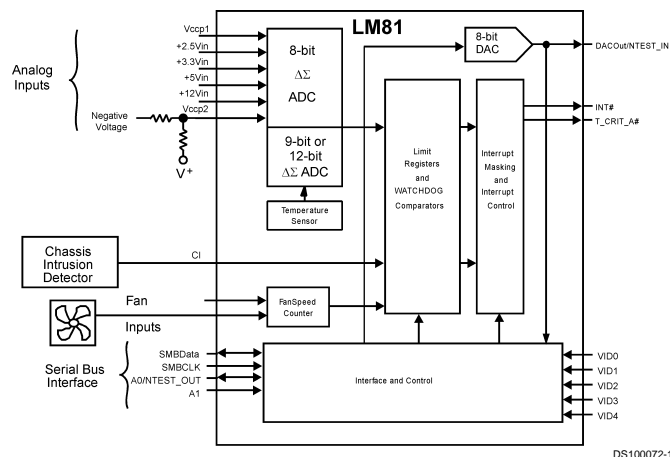 LM81
Vccp1
+2.5Vin
+3.3Vin
+5Vin
+12Vin
Vccp2
Analog
Inputs
Negative
Voltage
V+
8-bit
ΔΣ
ADC
9-bit or
12-bit
ΔΣ ADC
Temperature
Sensor
8-bit
DAC
DACOut/NTEST_IN
INT#
T_CRIT_A#
Limit
Registers
and
WATCHDOG
Comparators
Interrupt
Masking
and
Interrupt
Control
Chassis
Intrusion
Detector
CI
Fan
Inputs
FanSpeed
Counter
Serial Bus
Interface
SMBData
SMBCLK
A0/NTEST_OUT
A1
Interface and Control
VID0
VID1
VID2
VID3
VID4
DS100072-1